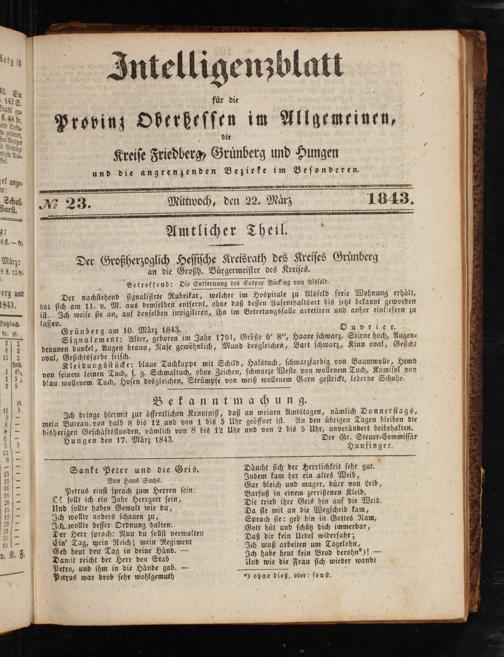 Intelligenzblatt
für die
Provinz Oberhessen im Allgemeinen,
die
Kreise Friedberg, Grünberg und Hungen
und die angrenzenden Bezirke im Besonderen.
№ 23. Mittwoch, den 22. März 1843.
Amtlicher Theil.
Der Großherzoglich Hessische Kreisrath des Kreises Grünberg
an die Großh. Bürgermeister des Kreises.
Betreffend: Die Entfernung des Caspar Bücking von Alsfeld.
Der nachstehend signalisirte Rubrikat, welcher im Hospitale zu Alsfeld freie Wohnung erhält,
hat sich am 11. v. M. aus demselben entfernt, ohne daß dessen Aufenthaltsort bis jetzt bekannt geworden
ist. Ich weise sie an, auf denselben invigiliren, ihn im Betretungsfalle arretiren und anher einliefern zu
lassen.
Grünberg am 10. März 1843. Ouvrier.
Signalement: Alter, geboren im Jahr 1791, Größe 6' 8", Haare schwarz, Stirne hoch, Augen-
braunen dunkel, Augen braun, Nase gewöhnlich, Mund desgleichen, Bart schwarz, Kinn oval, Gesicht
oval, Gesichtsfarbe frisch.
Kleidungsstücke: blaue Tuchkappe mit Schild, Halstuch, schwarzfarbig von Baumwolle, Hemd
von feinem leinen Tuch, s. g. Schmaltuch, ohne Zeichen, schwarze Weste von wollenem Tuch, Kamisol von
blau wollenem Tuch, Hosen desgleichen, Strümpfe von weiß wollenem Garn gestrickt, lederne Schuhe.
Bekanntmachung.
Ich bringe hiermit zur öffentlichen Kenntniß, daß an meinen Amtstagen, nämlich Donnerstags,
mein Bureau von halb 8 bis 12 und von 1 bis 5 Uhr geöffnet ist. An den übrigen Tagen bleiben die
bisherigen Geschäftsstunden, nämlich von 8 bis 12 Uhr und von 2 bis 5 Uhr, unverändert beibehalten.
Hungen den 17. März 1843. Der Gr. Steuer-Commissär
Hunsinger.
Sankt Peter und die Geis.
Von Hans Sachs.
Petrus einst sprach zum Herren sein:
O! sollt ich ein Jahr Herrgott sein,
Und sollte haben Gewalt wie du,
Ich wollte anders schauen zu,
Ich wollte besser Ordnung halten.
Der Herr sprach: Nun du sollst verwalten
Ein' Tag, mein Reich; mein Regiment
Geh heut den Tag in deine Händ. —
Damit reicht der Herr den Stab
Petro, und ihm in die Hände gab. —
Petrus war drob sehr wohlgemuth
Däucht sich der Herrlichkeit sehr gut.
Indem kam her ein altes Weib,
Gar bleich und mager, dürr von Leib,
Barfuß in einem zerrißenen Kleid,
Die trieb ihre Geis hin auf die Weid.
Da sie mit an die Wegscheid kam,
Sprach sie: geh hin in Gottes Nam,
Gott hüt und schütz dich immerdar,
Daß dir kein Uebel widerfahr;
Ich muß arbeiten um Tagelohn,
Ich habe heut kein Brod derohn*)! —
Und wie die Frau sich wieder wandt
*) ohne dieß, oder: sonst.